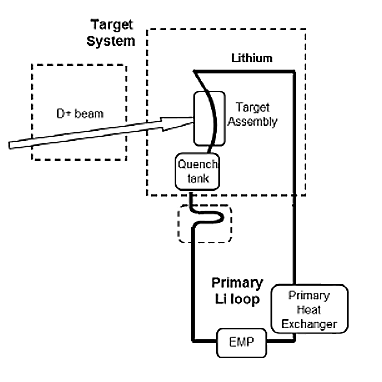 Target
System
Lithium
D+ beam
Target
Assembly
Quench
tank
Primary
Li loop
Primary
Heat
Exchanger
EMP